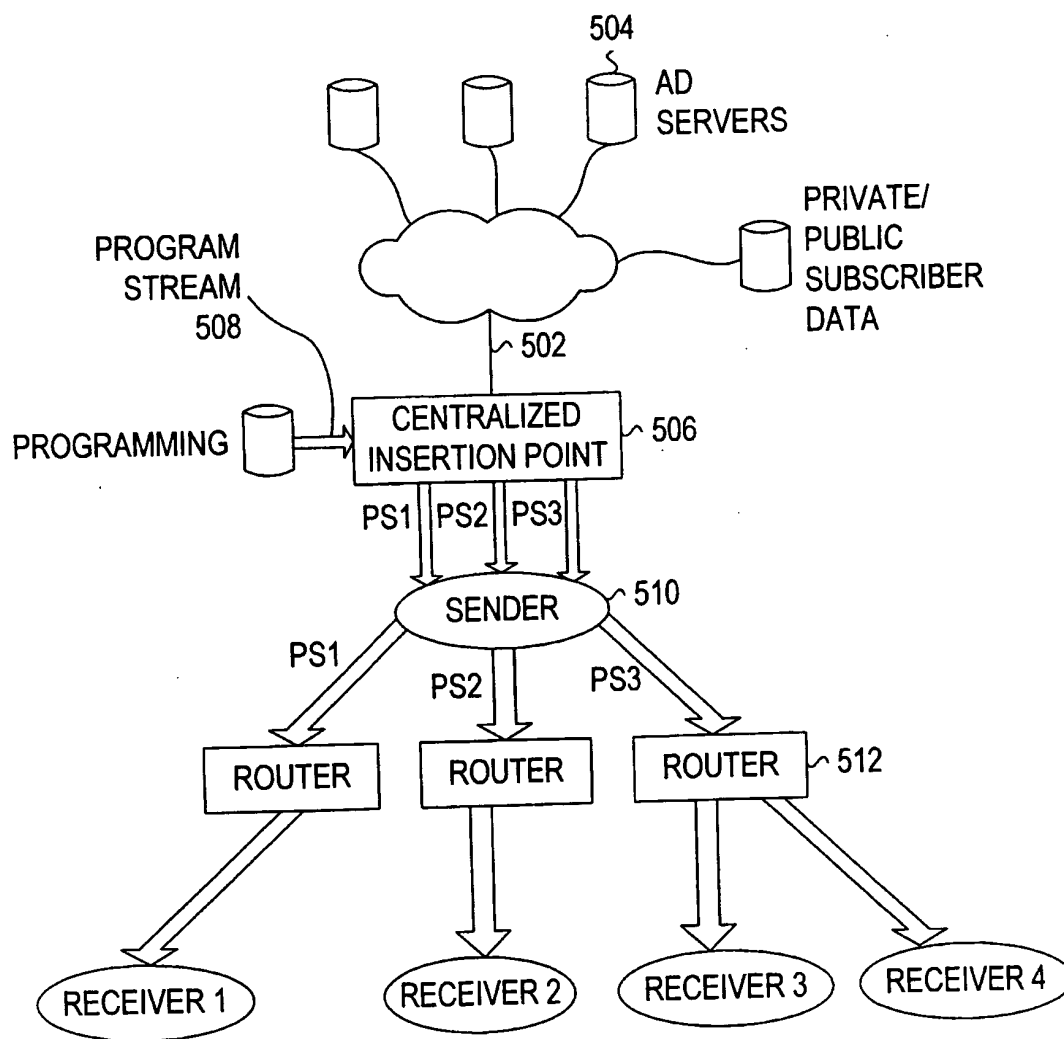 504
AD
SERVERS
PRIVATE/
PUBLIC
SUBSCRIBER
DATA
PROGRAM
STREAM
508
502
PROGRAMMING
CENTRALIZED
INSERTION POINT
506
PS1
PS2
PS3
SENDER
510
PS1
PS2
PS3
ROUTER
ROUTER
ROUTER
512
RECEIVER 1
RECEIVER 2
RECEIVER 3
RECEIVER 4